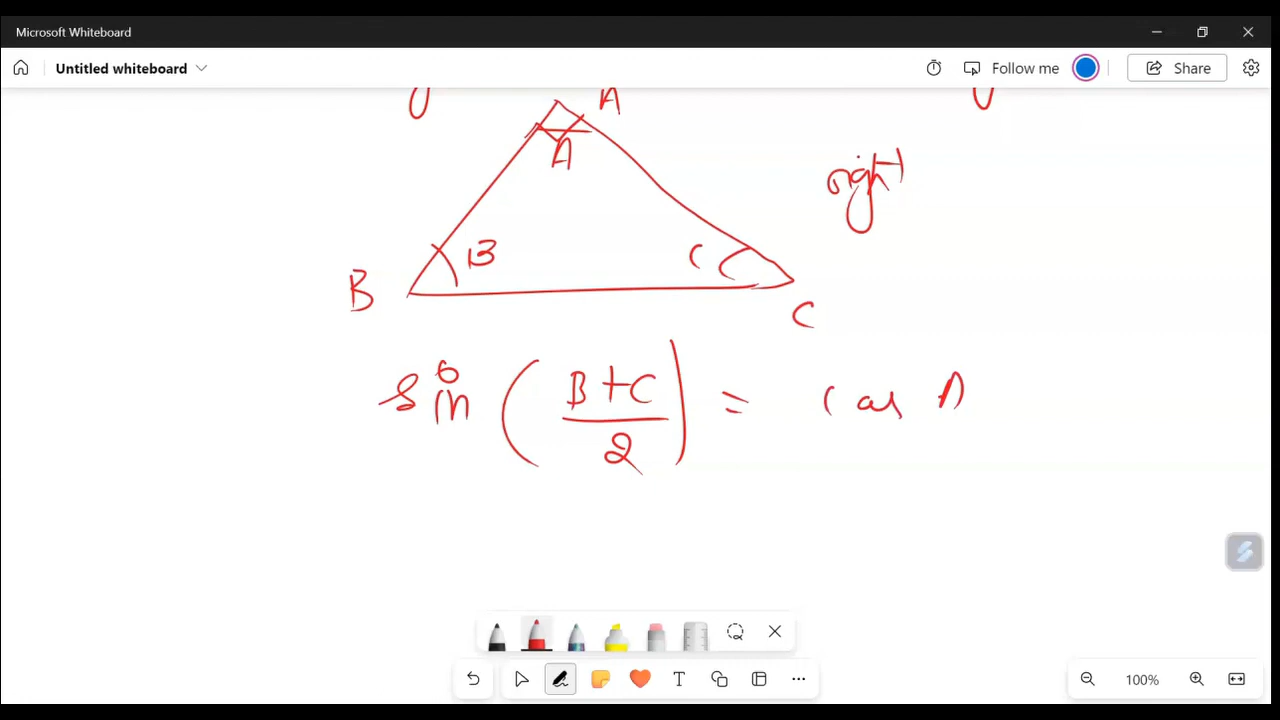 Microsoft Whiteboard
Untitled whiteboard
Follow me
Share
A
A
right
B
C
B
C
sin ( B+C / 2 ) = cos A
T
100%